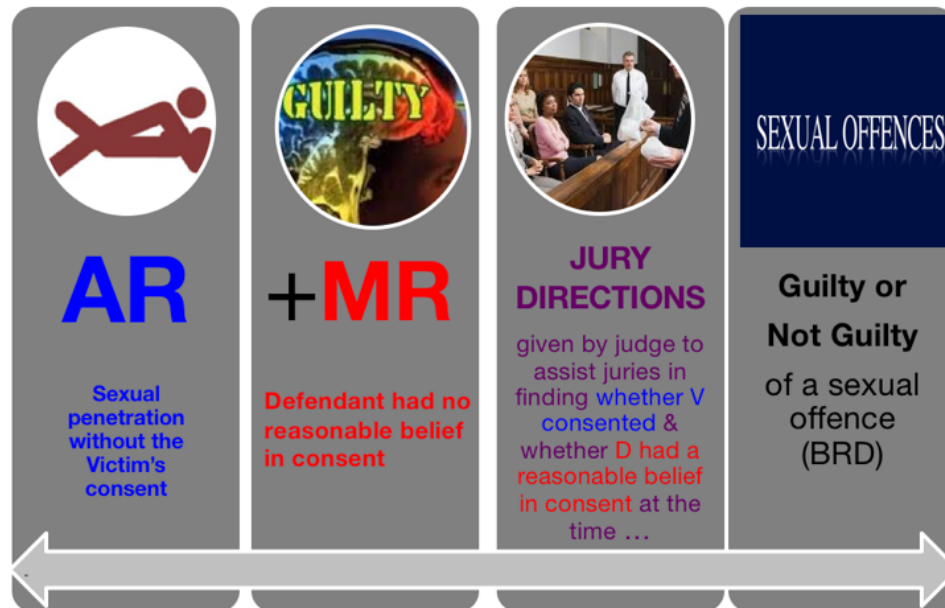 AR
Sexual
penetration
without the
Victim's
consent
GUILTY
+MR
Defendant had no
reasonable belief
in consent
JURY
DIRECTIONS
given by judge to
assist juries in
finding whether V
consented &
whether D had a
reasonable belief
in consent at the
time ...
SEXUAL OFFENCES
Guilty or
Not Guilty
of a sexual
offence
(BRD)
-